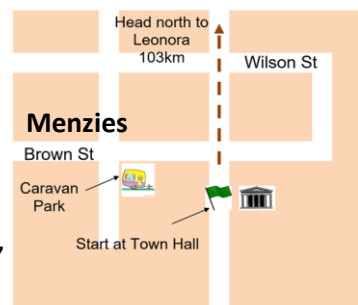 Head north to
Leonora
103km
Wilson St
Menzies
Brown St
Caravan
Park
Start at Town Hall